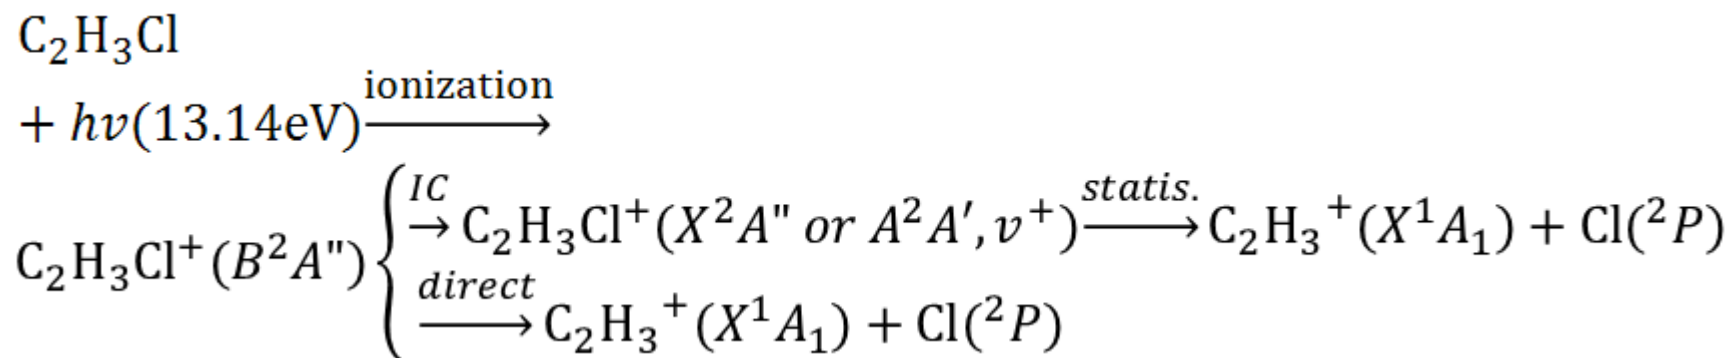 C₂H₃Cl
+ hν(13.14eV) ionization ⟶
C₂H₃Cl⁺(B²A") { IC → C₂H₃Cl⁺(X²A" or A²A′, v⁺) statis. ⟶ C₂H₃⁺(X¹A₁) + Cl(²P)
direct ⟶ C₂H₃⁺(X¹A₁) + Cl(²P)